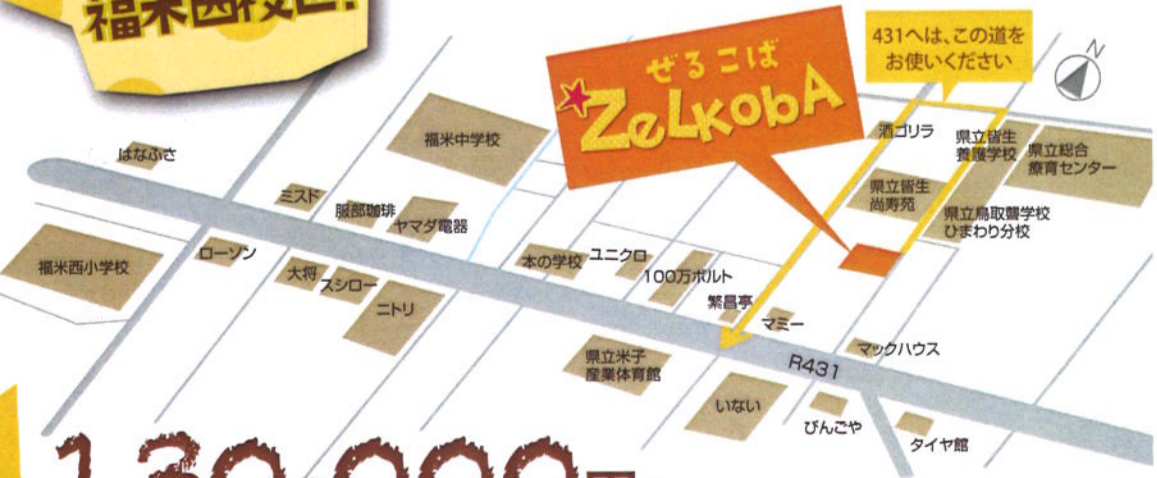 福米西校区!
431へは、この道を
お使いください
N
ぜるこば
ZeLkobA
酒ゴリラ
県立皆生
養護学校
県立総合
療育センター
福米中学校
はなふさ
ミスド
服部珈琲
ヤマダ電器
県立皆生
尚寿苑
県立鳥取聾学校
ひまわり分校
福米西小学校
ローソン
大将
スシロー
ニトリ
本の学校
ユニクロ
100万ボルト
繁昌亭
マミー
マックハウス
県立米子
産業体育館
R431
いない
びんごや
タイヤ館
130,000円